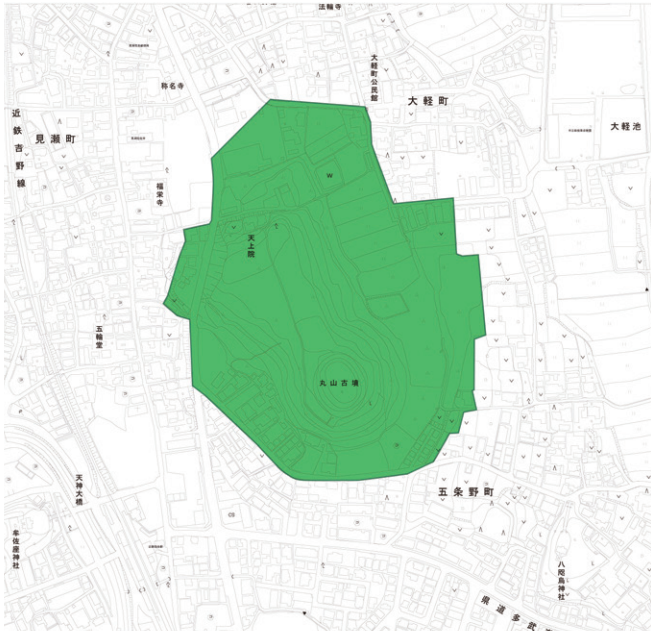 法輪寺
大軽町公民館
大軽町
称名寺
大軽池
近鉄吉野線
見瀬町
W
福栄寺
天上院
五輪堂
丸山古墳
天神大橋
五条野町
牟佐座神社
八咫烏神社
県道多武